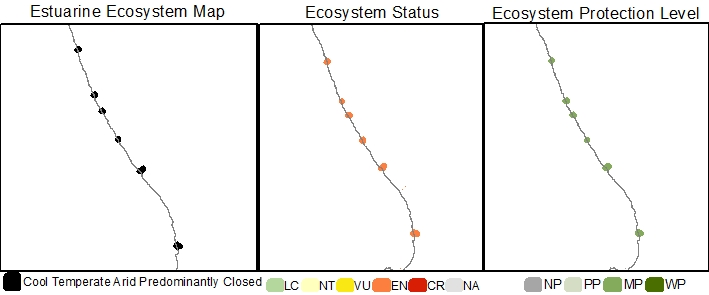 Estuarine Ecosystem Map
Ecosystem Status
Ecosystem Protection Level
Cool Temperate Arid Predominantly Closed
LC NT VU EN CR NA
NP PP MP WP